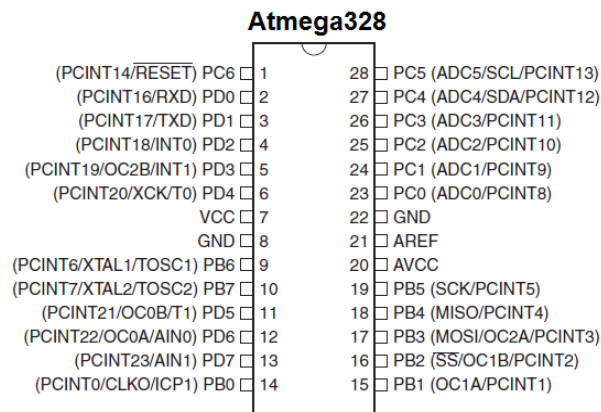 Atmega328
(PCINT14/RESET) PC6 1 28 PC5 (ADC5/SCL/PCINT13)
(PCINT16/RXD) PD0 2 27 PC4 (ADC4/SDA/PCINT12)
(PCINT17/TXD) PD1 3 26 PC3 (ADC3/PCINT11)
(PCINT18/INT0) PD2 4 25 PC2 (ADC2/PCINT10)
(PCINT19/OC2B/INT1) PD3 5 24 PC1 (ADC1/PCINT9)
(PCINT20/XCK/T0) PD4 6 23 PC0 (ADC0/PCINT8)
VCC 7 22 GND
GND 8 21 AREF
(PCINT6/XTAL1/TOSC1) PB6 9 20 AVCC
(PCINT7/XTAL2/TOSC2) PB7 10 19 PB5 (SCK/PCINT5)
(PCINT21/OC0B/T1) PD5 11 18 PB4 (MISO/PCINT4)
(PCINT22/OC0A/AIN0) PD6 12 17 PB3 (MOSI/OC2A/PCINT3)
(PCINT23/AIN1) PD7 13 16 PB2 (SS/OC1B/PCINT2)
(PCINT0/CLKO/ICP1) PB0 14 15 PB1 (OC1A/PCINT1)